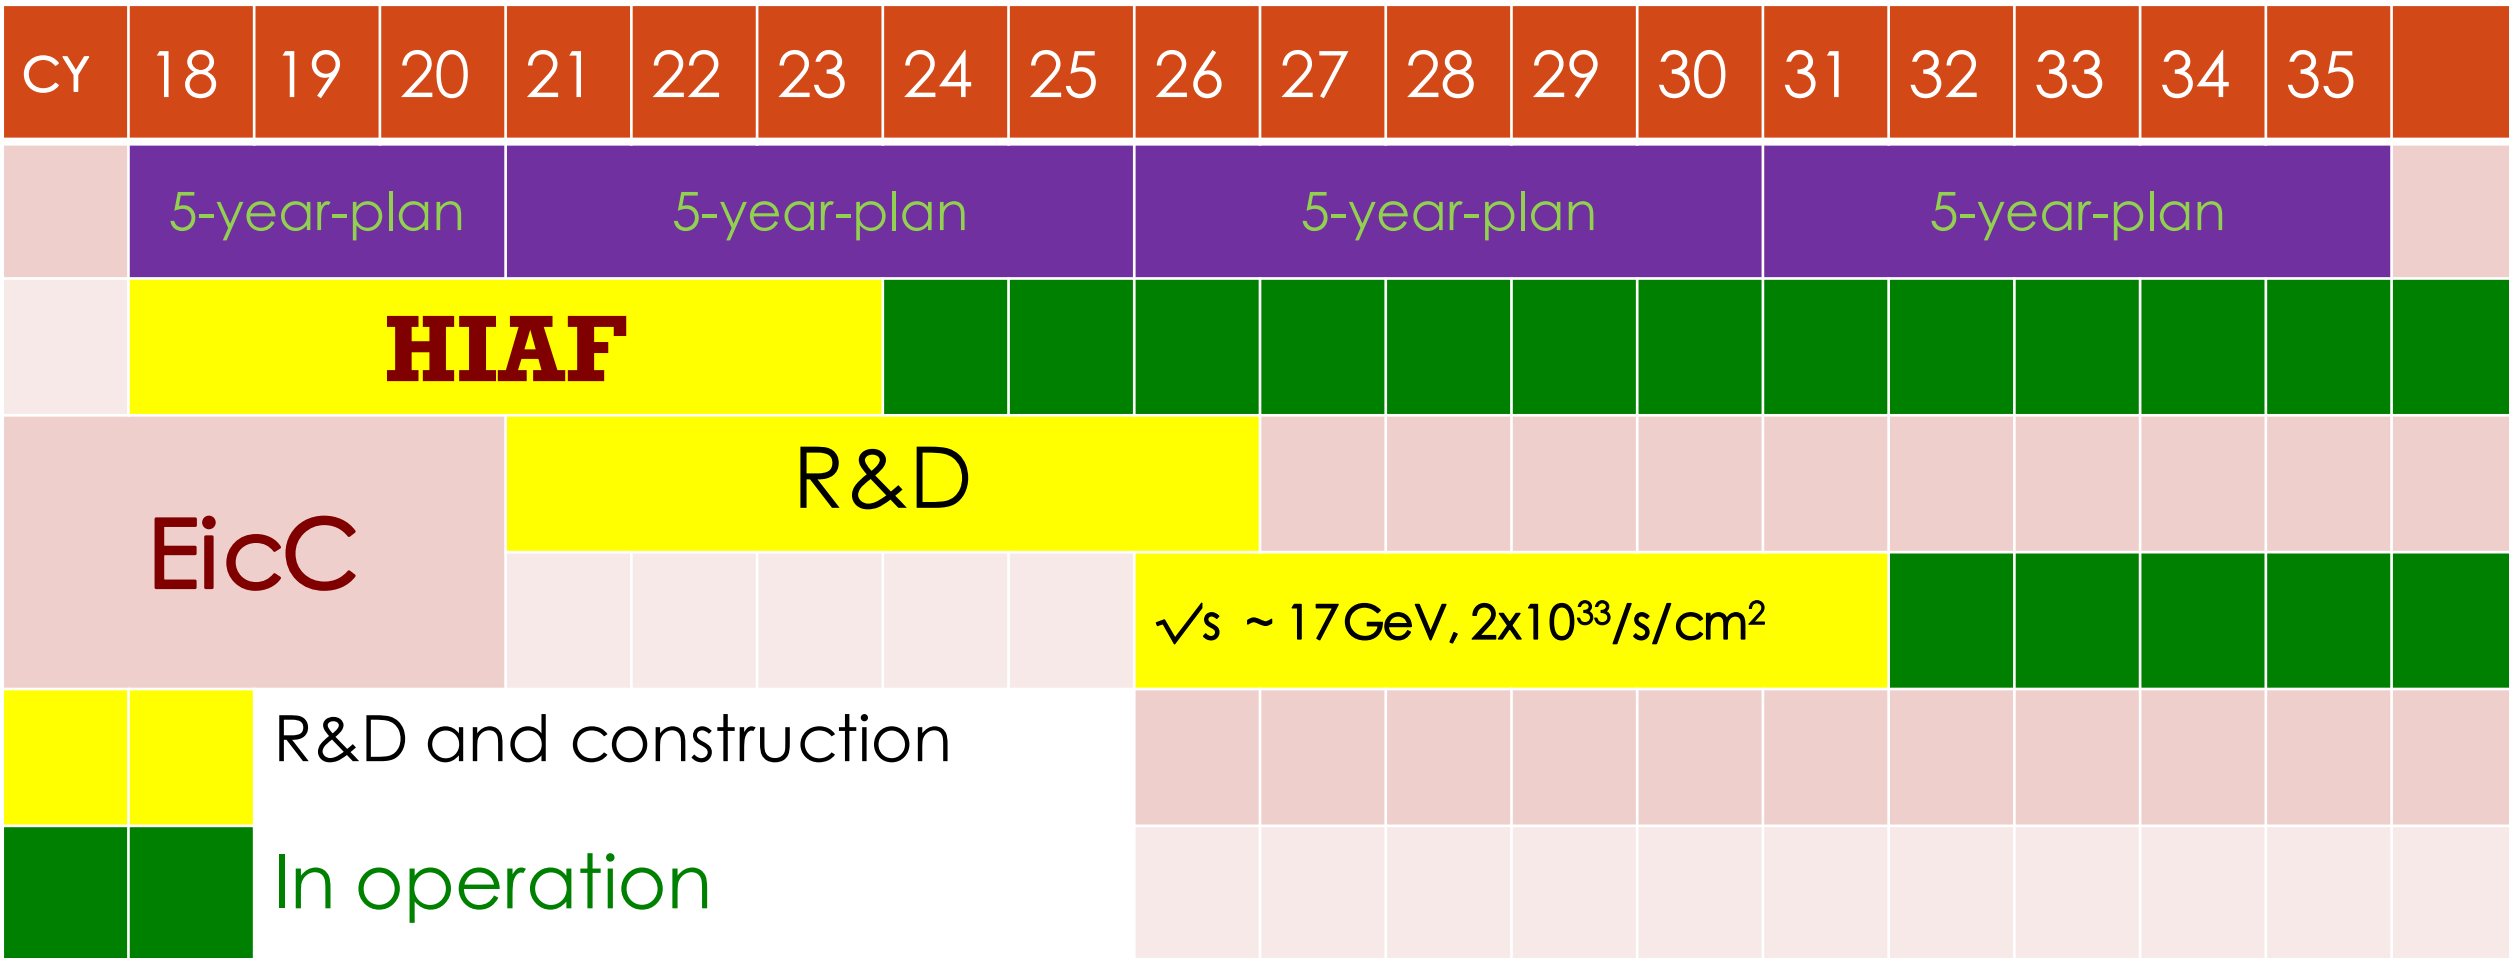 CY 18 19 20 21 22 23 24 25 26 27 28 29 30 31 32 33 34 35
5-year-plan 5-year-plan 5-year-plan 5-year-plan
HIAF
R&D
EicC
√s ~ 17GeV, 2x10³³/s/cm²
R&D and construction
In operation